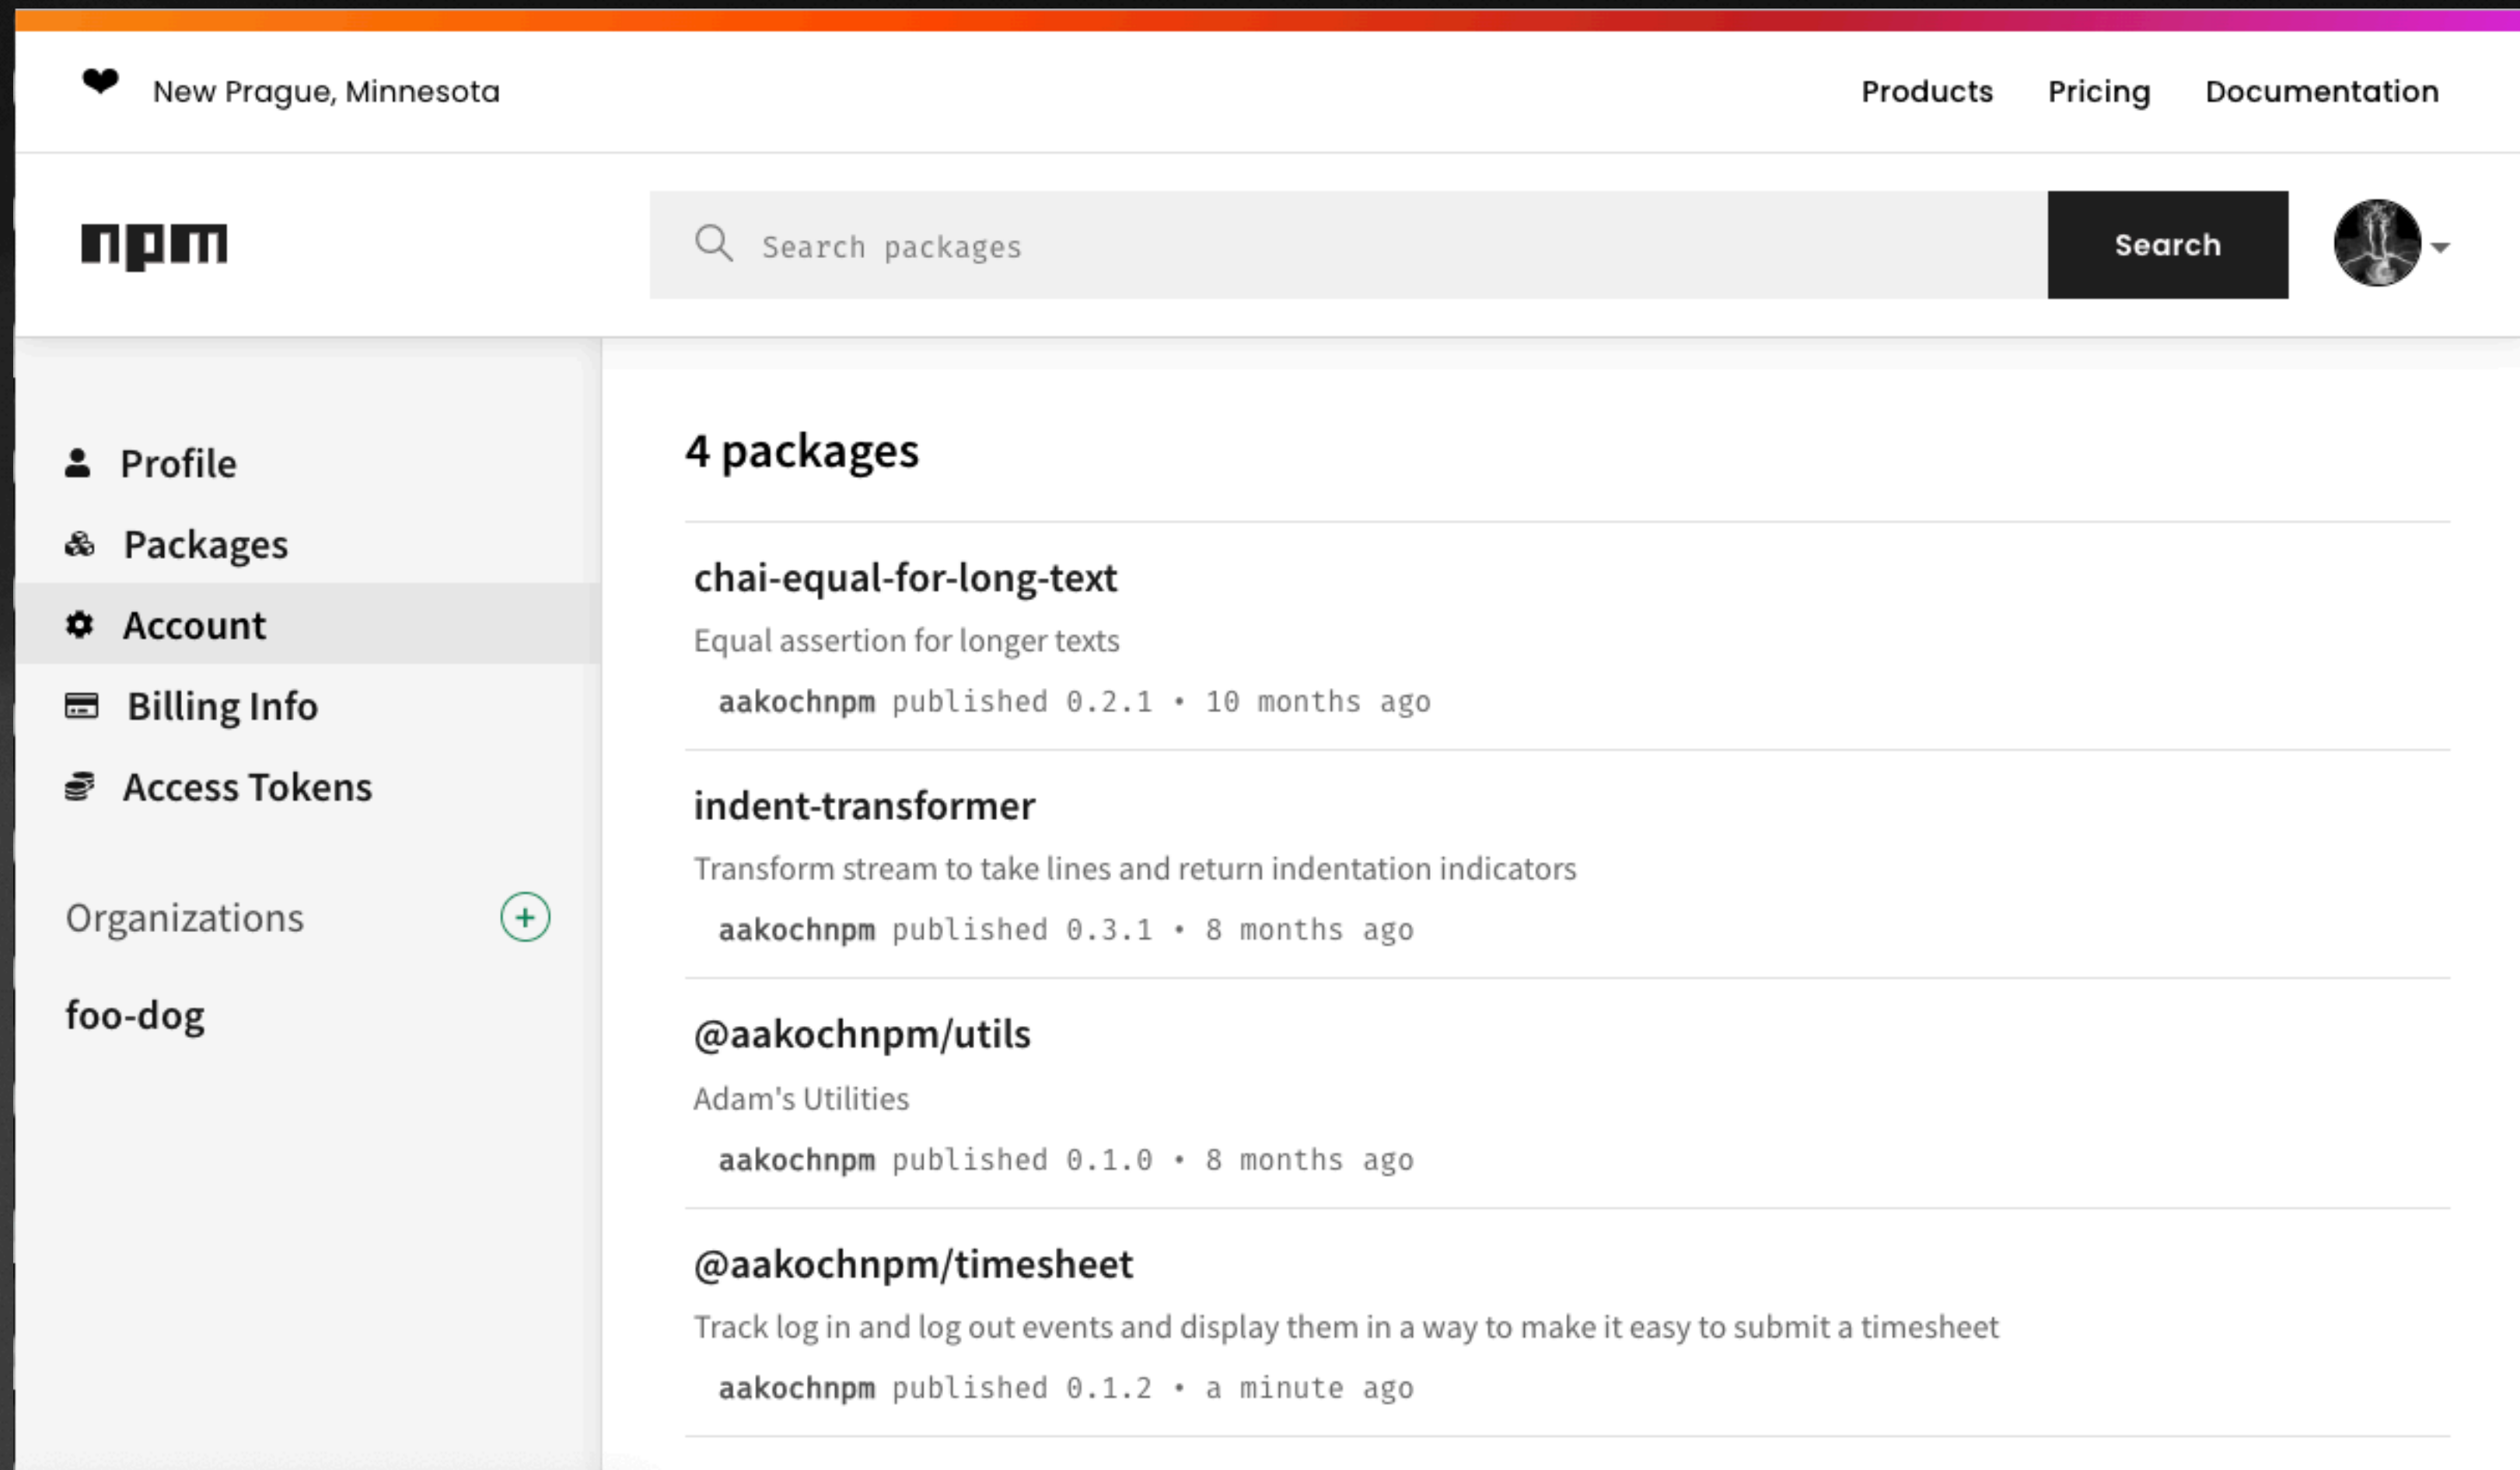 New Prague, Minnesota
Products Pricing Documentation
npm
Search packages
Search
Profile
Packages
Account
Billing Info
Access Tokens
Organizations
foo-dog
4 packages
chai-equal-for-long-text
Equal assertion for longer texts
aakochnpm published 0.2.1 • 10 months ago
indent-transformer
Transform stream to take lines and return indentation indicators
aakochnpm published 0.3.1 • 8 months ago
@aakochnpm/utils
Adam's Utilities
aakochnpm published 0.1.0 • 8 months ago
@aakochnpm/timesheet
Track log in and log out events and display them in a way to make it easy to submit a timesheet
aakochnpm published 0.1.2 • a minute ago